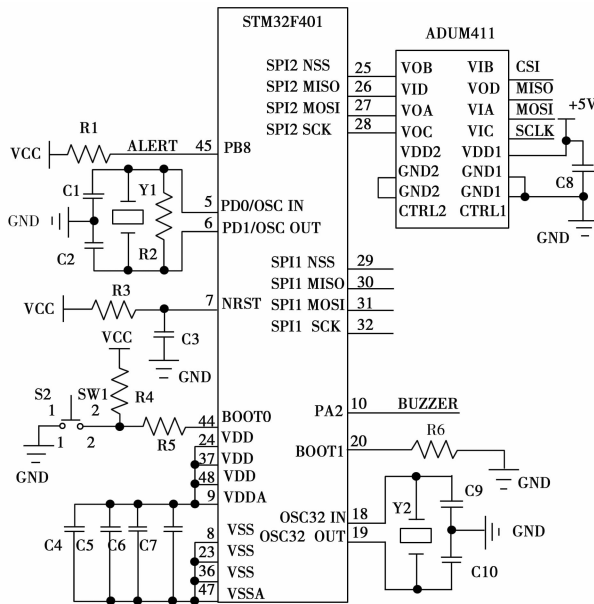 STM32F401
ADUM411
SPI2 NSS 25 VOB VIB CSI
SPI2 MISO 26 VID VOD MISO
SPI2 MOSI 27 VOA VIA MOSI
SPI2 SCK 28 VOC VIC SCLK
+5V
VDD2 VDD1
GND2 GND1
GND2 GND1
CTRL2 CTRL1
C8
GND
VCC R1 ALERT 45 PB8
C1 Y1
GND
5 PD0/OSC IN
6 PD1/OSC OUT
C2 R2
SPI1 NSS 29
SPI1 MISO 30
SPI1 MOSI 31
SPI1 SCK 32
VCC R3 7 NRST
C3
GND
VCC
R4
S2 SW1
1 2
1 2
GND
R5
44 BOOT0
24 VDD
37 VDD
48 VDD
9 VDDA
PA2 10 BUZZER
BOOT1 20 R6
GND
C4 C5 C6 C7
8 VSS
23 VSS
36 VSS
47 VSSA
OSC32 IN 18
OSC32 OUT 19
Y2
C9
GND
C10